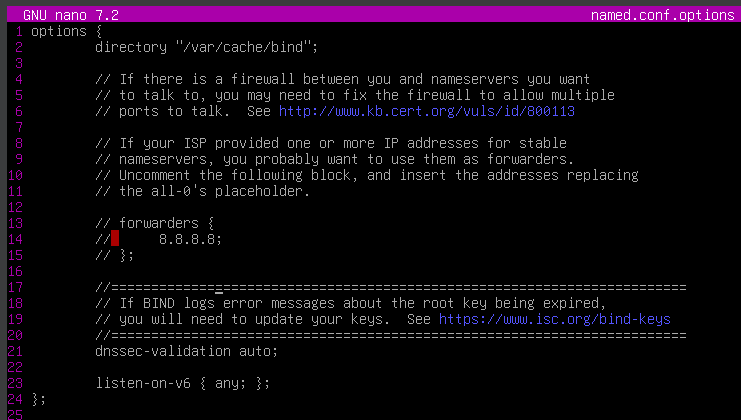 GNU nano 7.2 named.conf.options
1 options {
2 directory "/var/cache/bind";
3
4 // If there is a firewall between you and nameservers you want
5 // to talk to, you may need to fix the firewall to allow multiple
6 // ports to talk. See http://www.kb.cert.org/vuls/id/800113
7
8 // If your ISP provided one or more IP addresses for stable
9 // nameservers, you probably want to use them as forwarders.
10 // Uncomment the following block, and insert the addresses replacing
11 // the all-0's placeholder.
12
13 // forwarders {
14 // 8.8.8.8;
15 // };
16
17 //========================================================================
18 // If BIND logs error messages about the root key being expired,
19 // you will need to update your keys. See https://www.isc.org/bind-keys
20 //========================================================================
21 dnssec-validation auto;
22
23 listen-on-v6 { any; };
24 };
25